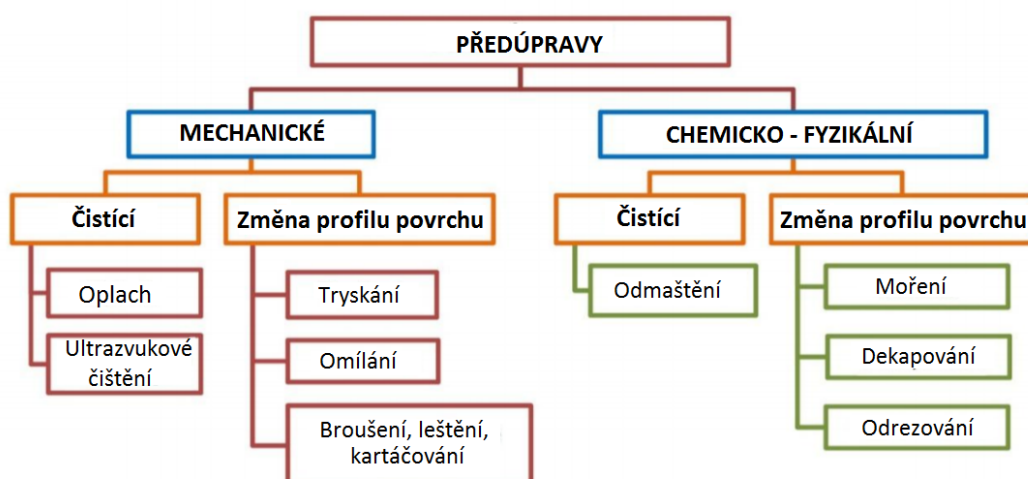 PŘEDÚPRAVY
MECHANICKÉ
CHEMICKO - FYZIKÁLNÍ
Čistící
Změna profilu povrchu
Čistící
Změna profilu povrchu
Oplach
Ultrazvukové
čištění
Tryskání
Omílání
Broušení, leštění,
kartáčování
Odmaštění
Moření
Dekapování
Odrezování